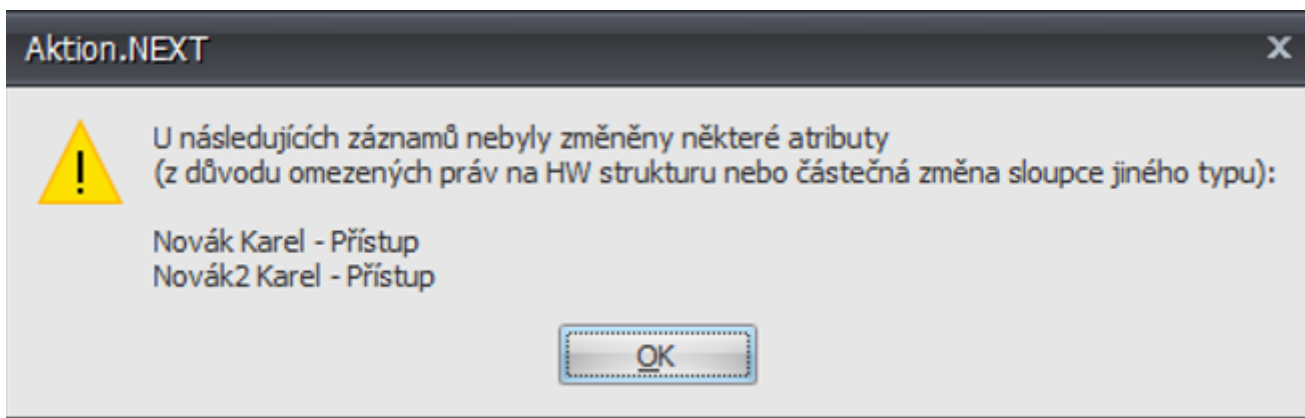 Aktion.NEXT
U následujících záznamů nebyly změněny některé atributy
(z důvodu omezených práv na HW strukturu nebo částečná změna sloupce jiného typu):
Novák Karel - Přístup
Novák2 Karel - Přístup
OK